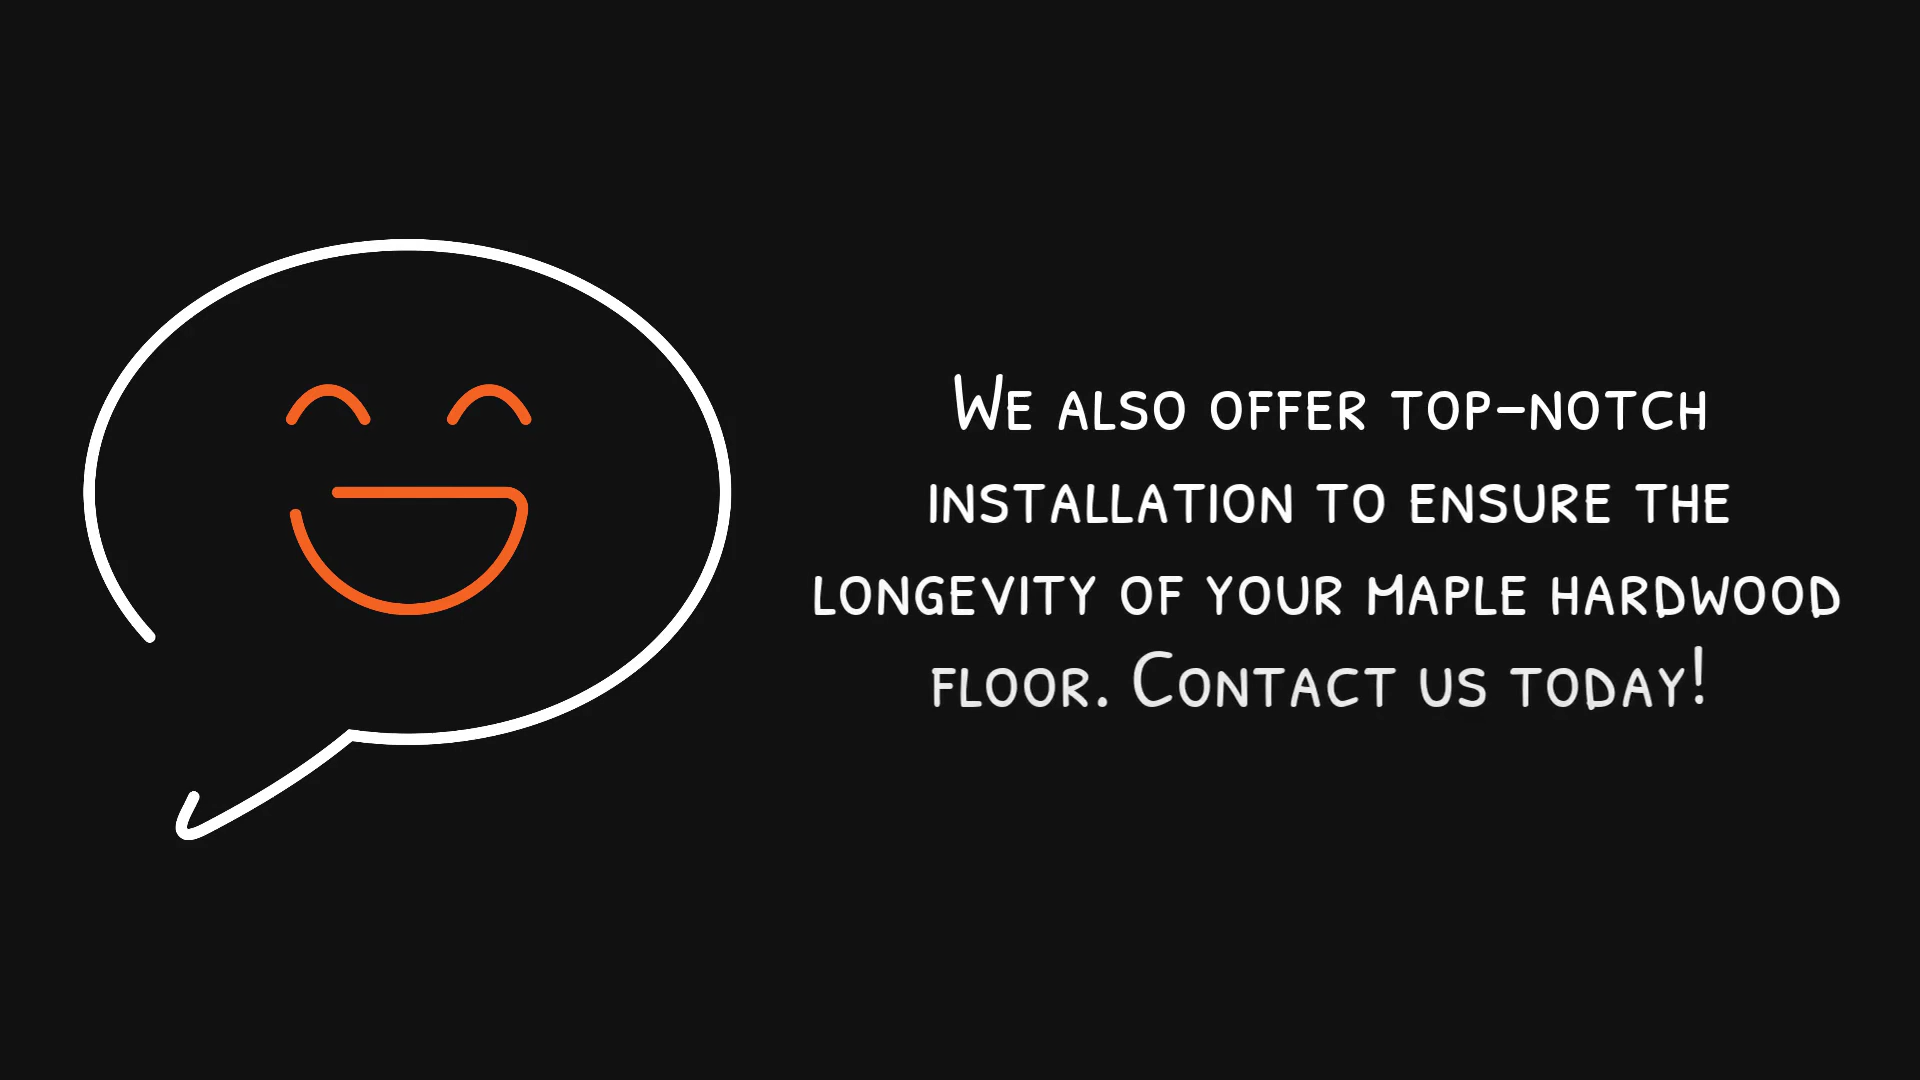 We also offer top-notch
installation to ensure the
longevity of your maple hardwood
floor. Contact us today!